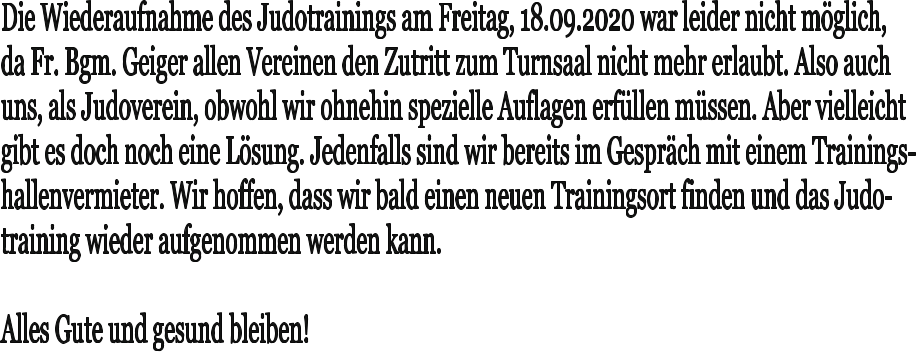 Die Wiederaufnahme des Judotrainings am Freitag, 18.09.2020 war leider nicht möglich,
da Fr. Bgm. Geiger allen Vereinen den Zutritt zum Turnsaal nicht mehr erlaubt. Also auch
uns, als Judoverein, obwohl wir ohnehin spezielle Auflagen erfüllen müssen. Aber vielleicht
gibt es doch noch eine Lösung. Jedenfalls sind wir bereits im Gespräch mit einem Trainings-
hallenvermieter. Wir hoffen, dass wir bald einen neuen Trainingsort finden und das Judo-
training wieder aufgenommen werden kann.

Alles Gute und gesund bleiben!